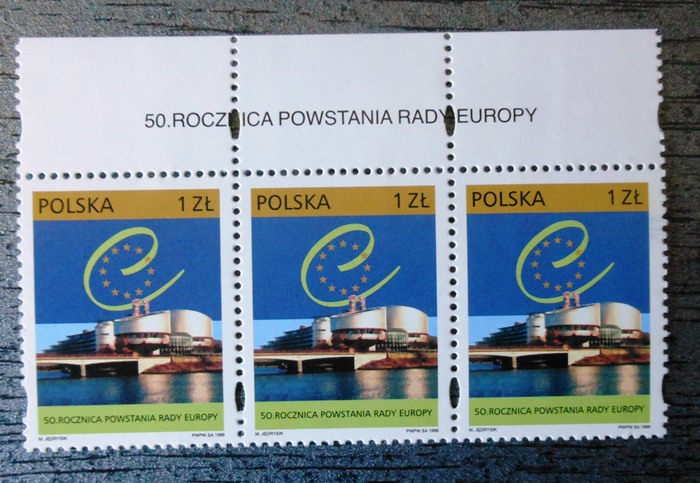 50.ROCZNICA POWSTANIA RADY EUROPY
POLSKA 1 ZŁ
50.ROCZNICA POWSTANIA RADY EUROPY
M. JĘDRYSIK PWPW SA 1999
POLSKA 1 ZŁ
50.ROCZNICA POWSTANIA RADY EUROPY
M. JĘDRYSIK PWPW SA 1999
POLSKA 1 ZŁ
50.ROCZNICA POWSTANIA RADY EUROPY
M. JĘDRYSIK PWPW SA 1999